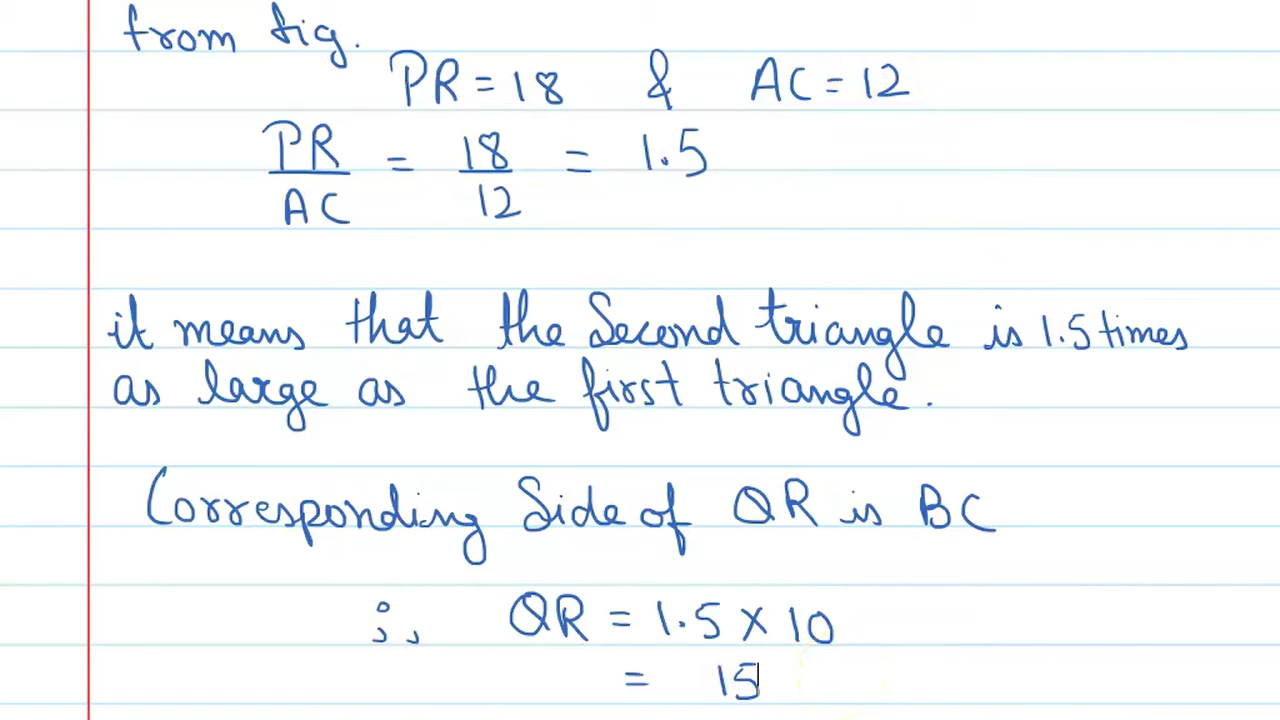 from fig.
PR = 18 & AC = 12
PR/AC = 18/12 = 1.5
it means that the Second triangle is 1.5 times
as large as the first triangle.
Corresponding Side of QR is BC
∴ QR = 1.5 × 10
= 15